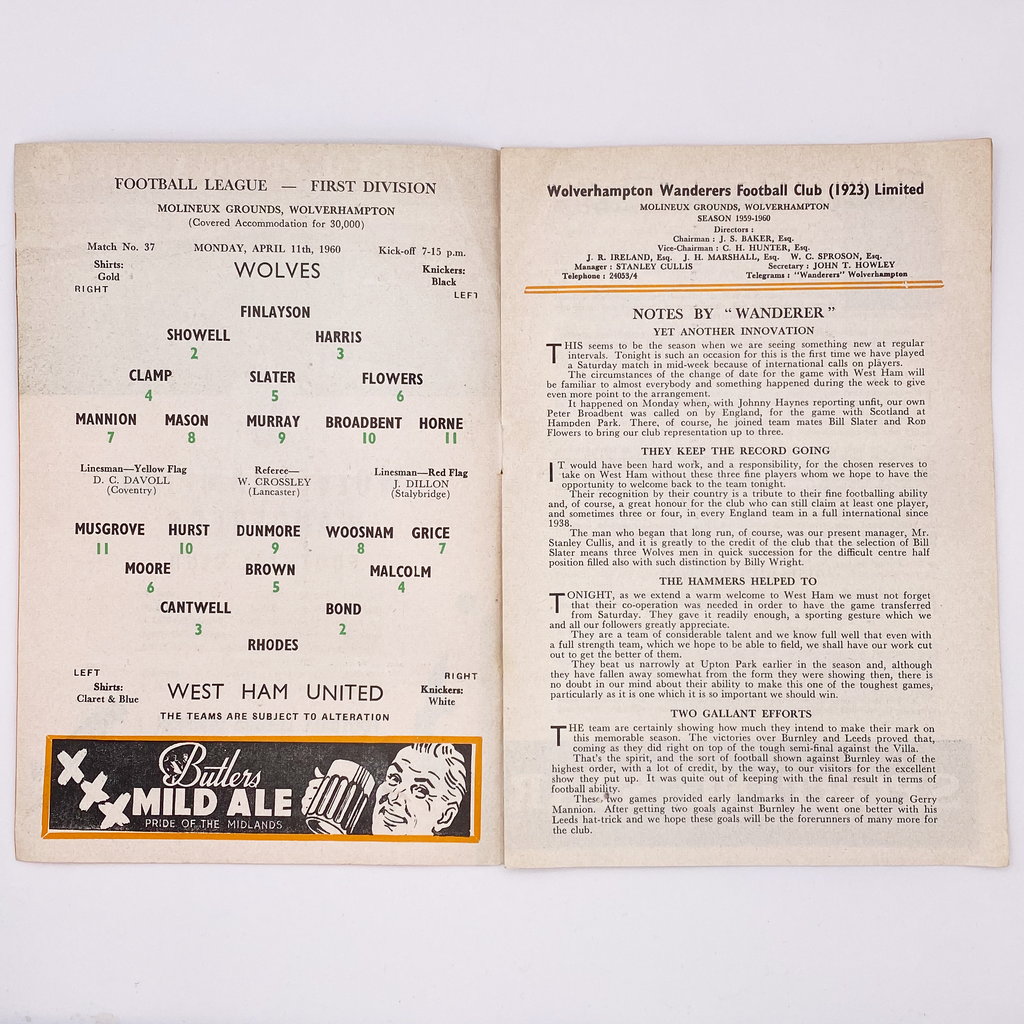 FOOTBALL LEAGUE — FIRST DIVISION
MOLINEUX GROUNDS, WOLVERHAMPTON
(Covered Accommodation for 30,000)
Match No. 37 MONDAY, APRIL 11th, 1960 Kick-off 7-15 p.m.
Shirts: WOLVES Knickers:
Gold Black
RIGHT LEFT
FINLAYSON
SHOWELL HARRIS
2 3
CLAMP SLATER FLOWERS
4 5 6
MANNION MASON MURRAY BROADBENT HORNE
7 8 9 10 11
Linesman—Yellow Flag Referee— Linesman—Red Flag
D. C. DAVOLL W. CROSSLEY J. DILLON
(Coventry) (Lancaster) (Stalybridge)
MUSGROVE HURST DUNMORE WOOSNAM GRICE
11 10 9 8 7
MOORE BROWN MALCOLM
6 5 4
CANTWELL BOND
3 2
RHODES
LEFT RIGHT
Shirts: WEST HAM UNITED Knickers:
Claret & Blue White
THE TEAMS ARE SUBJECT TO ALTERATION
XXX
Butlers
MILD ALE
PRIDE OF THE MIDLANDS
Wolverhampton Wanderers Football Club (1923) Limited
MOLINEUX GROUNDS, WOLVERHAMPTON
SEASON 1959-1960
Directors :
Chairman : J. S. BAKER, Esq.
Vice-Chairman : C. H. HUNTER, Esq.
J. R. IRELAND, Esq. J. H. MARSHALL, Esq. W. C. SPROSON, Esq.
Manager : STANLEY CULLIS Secretary : JOHN T. HOWLEY
Telephone : 24053/4 Telegrams : "Wanderers" Wolverhampton
NOTES BY "WANDERER"
YET ANOTHER INNOVATION
THIS seems to be the season when we are seeing something new at regular
intervals. Tonight is such an occasion for this is the first time we have played
a Saturday match in mid-week because of international calls on players.
The circumstances of the change of date for the game with West Ham will
be familiar to almost everybody and something happened during the week to give
even more point to the arrangement.
It happened on Monday when, with Johnny Haynes reporting unfit, our own
Peter Broadbent was called on by England, for the game with Scotland at
Hampden Park. There, of course, he joined team mates Bill Slater and Ron
Flowers to bring our club representation up to three.
THEY KEEP THE RECORD GOING
IT would have been hard work, and a responsibility, for the chosen reserves to
take on West Ham without these three fine players whom we hope to have the
opportunity to welcome back to the team tonight.
Their recognition by their country is a tribute to their fine footballing ability
and, of course, a great honour for the club who can still claim at least one player,
and sometimes three or four, in every England team in a full international since
1938.
The man who began that long run, of course, was our present manager, Mr.
Stanley Cullis, and it is greatly to the credit of the club that the selection of Bill
Slater means three Wolves men in quick succession for the difficult centre half
position filled also with such distinction by Billy Wright.
THE HAMMERS HELPED TO
TONIGHT, as we extend a warm welcome to West Ham we must not forget
that their co-operation was needed in order to have the game transferred
from Saturday. They gave it readily enough, a sporting gesture which we
and all our followers greatly appreciate.
They are a team of considerable talent and we know full well that even with
a full strength team, which we hope to be able to field, we shall have our work cut
out to get the better of them.
They beat us narrowly at Upton Park earlier in the season and, although
they have fallen away somewhat from the form they were showing then, there is
no doubt in our mind about their ability to make this one of the toughest games,
particularly as it is one which it is so important we should win.
TWO GALLANT EFFORTS
THE team are certainly showing how much they intend to make their mark on
this memorable season. The victories over Burnley and Leeds proved that,
coming as they did right on top of the tough semi-final against the Villa.
That's the spirit, and the sort of football shown against Burnley was of the
highest order, with a lot of credit, by the way, to our visitors for the excellent
show they put up. It was quite out of keeping with the final result in terms of
football ability.
These two games provided early landmarks in the career of young Gerry
Mannion. After getting two goals against Burnley he went one better with his
Leeds hat-trick and we hope these goals will be the forerunners of many more for
the club.